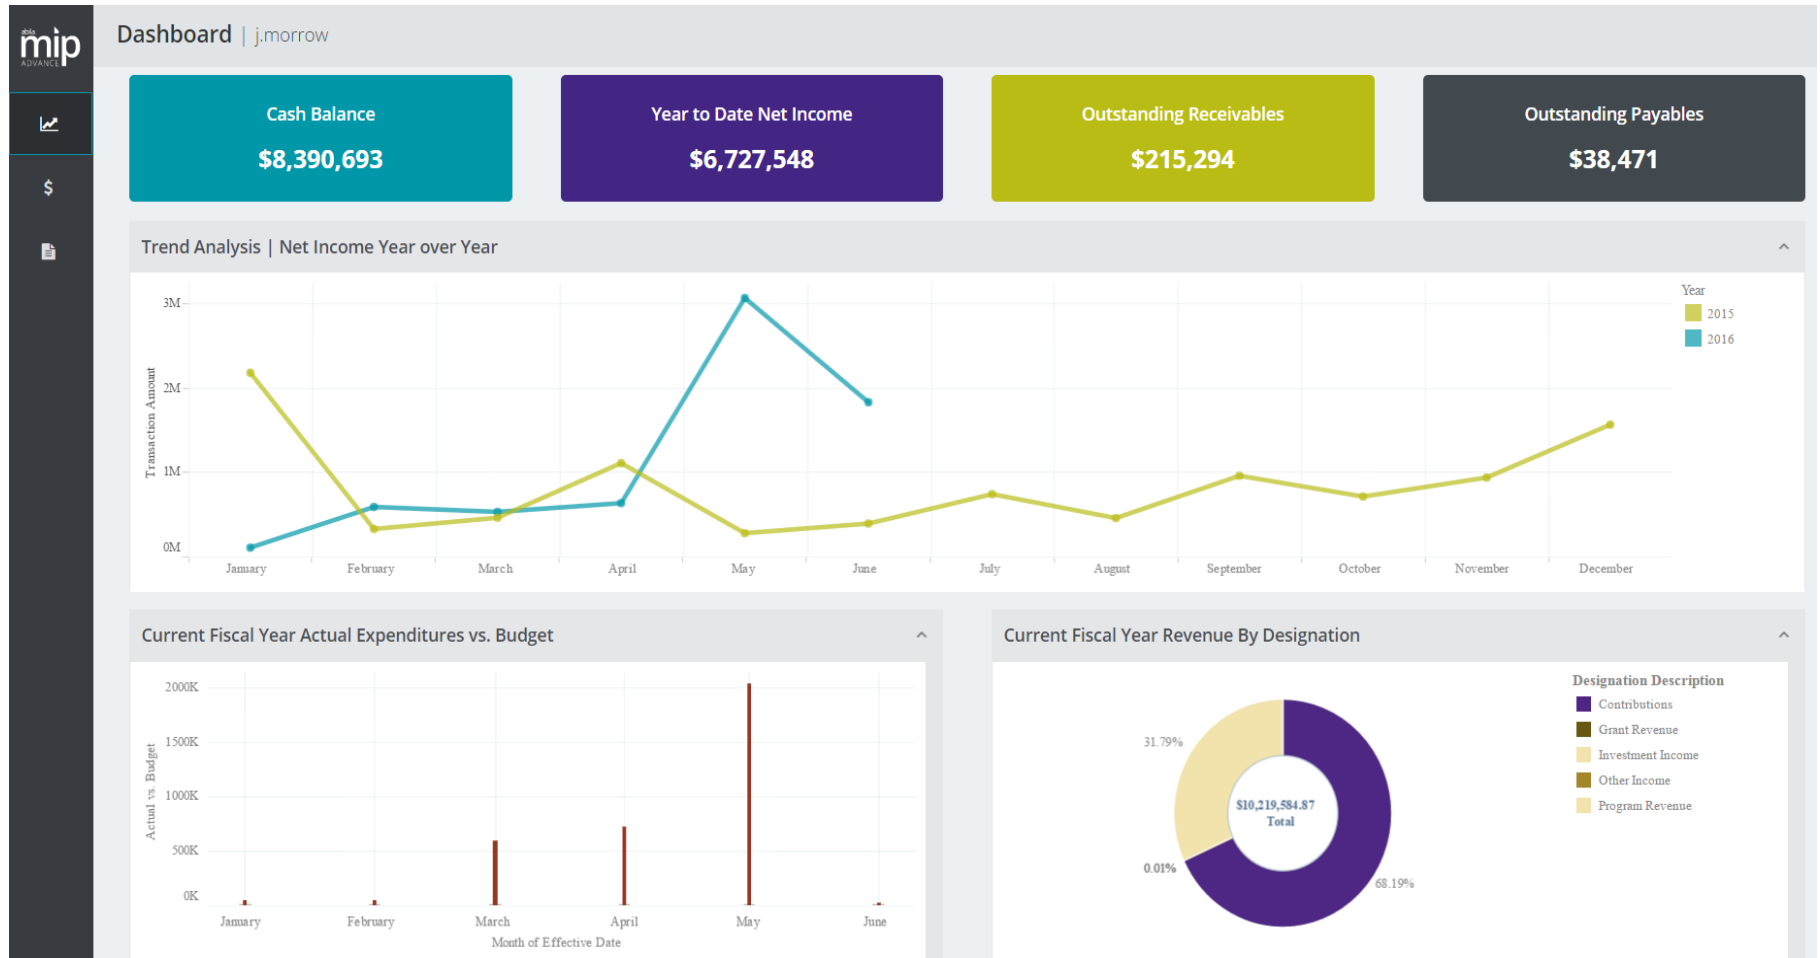 abila
mip
ADVANCE
Dashboard | j.morrow
Cash Balance
$8,390,693
Year to Date Net Income
$6,727,548
Outstanding Receivables
$215,294
Outstanding Payables
$38,471
Trend Analysis | Net Income Year over Year
Transaction Amount
3M
2M
1M
0M
January February March April May June July August September October November December
Year
2015
2016
Current Fiscal Year Actual Expenditures vs. Budget
Actual vs. Budget
2000K
1500K
1000K
500K
0K
January February March April May June
Month of Effective Date
Current Fiscal Year Revenue By Designation
31.79%
0.01%
68.19%
$10,219,584.87
Total
Designation Description
Contributions
Grant Revenue
Investment Income
Other Income
Program Revenue